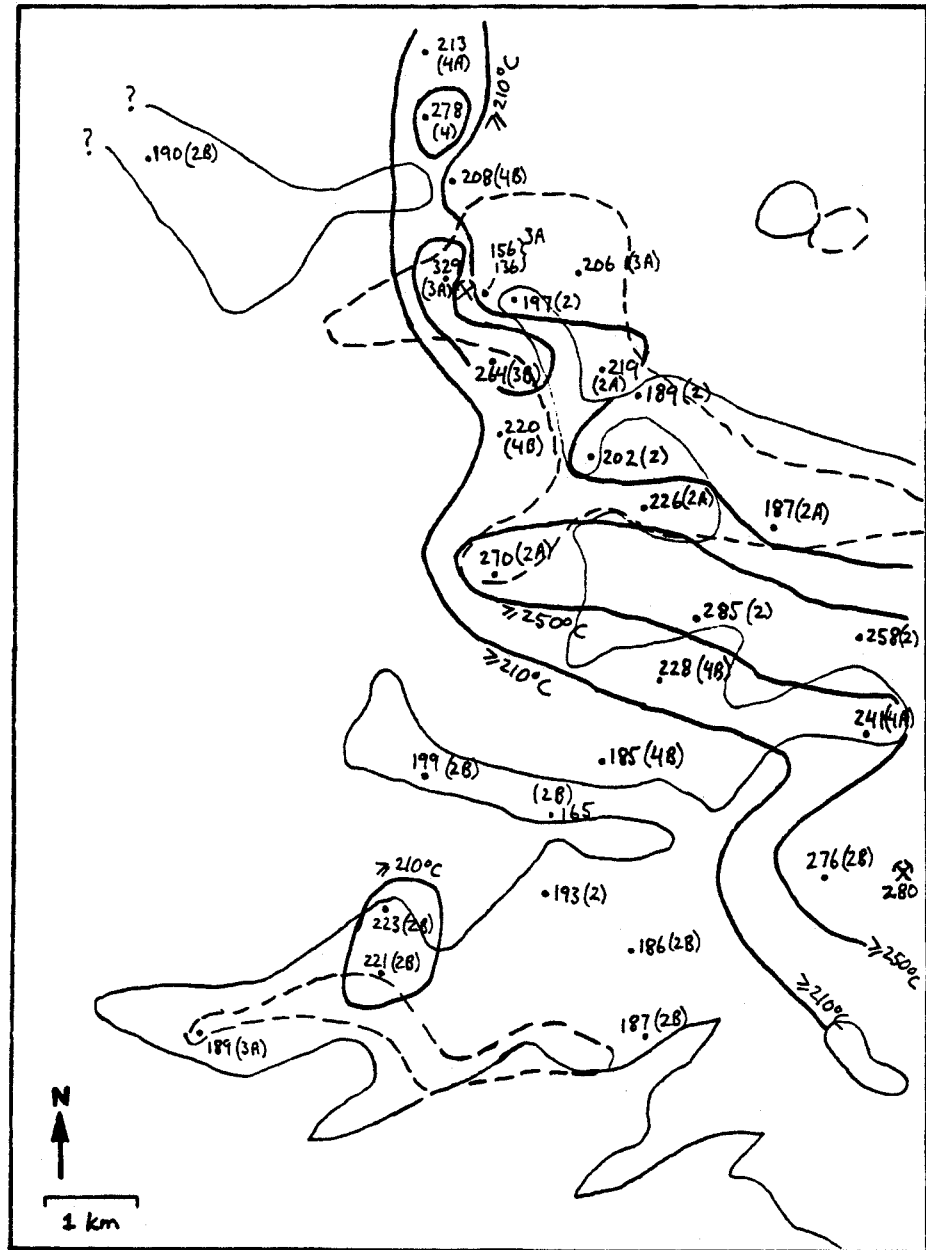 • 213
(4A)
⩾210°C
• 278
(4)
?
?
•190(2B)
• 208(4B)
156 } 3A
136
• 206 (3A)
329
(3A)
• 197(2)
264(3B)
•219
(2A)
•189(2)
•220
(4B)
• 202(2)
226(2A)
187(2A)
270(2A)
⩾250°C
•285(2)
•258(2)
⩾210°C
•228(4B)
241(4A)
199(2B)
•185(4B)
(2B)
•165
276(2B)
280
⩾210°C
223(2B)
•193(2)
221(2B)
•186(2B)
⩾250°C
⩾210°C
187(2B)
189(3A)
N
1 km